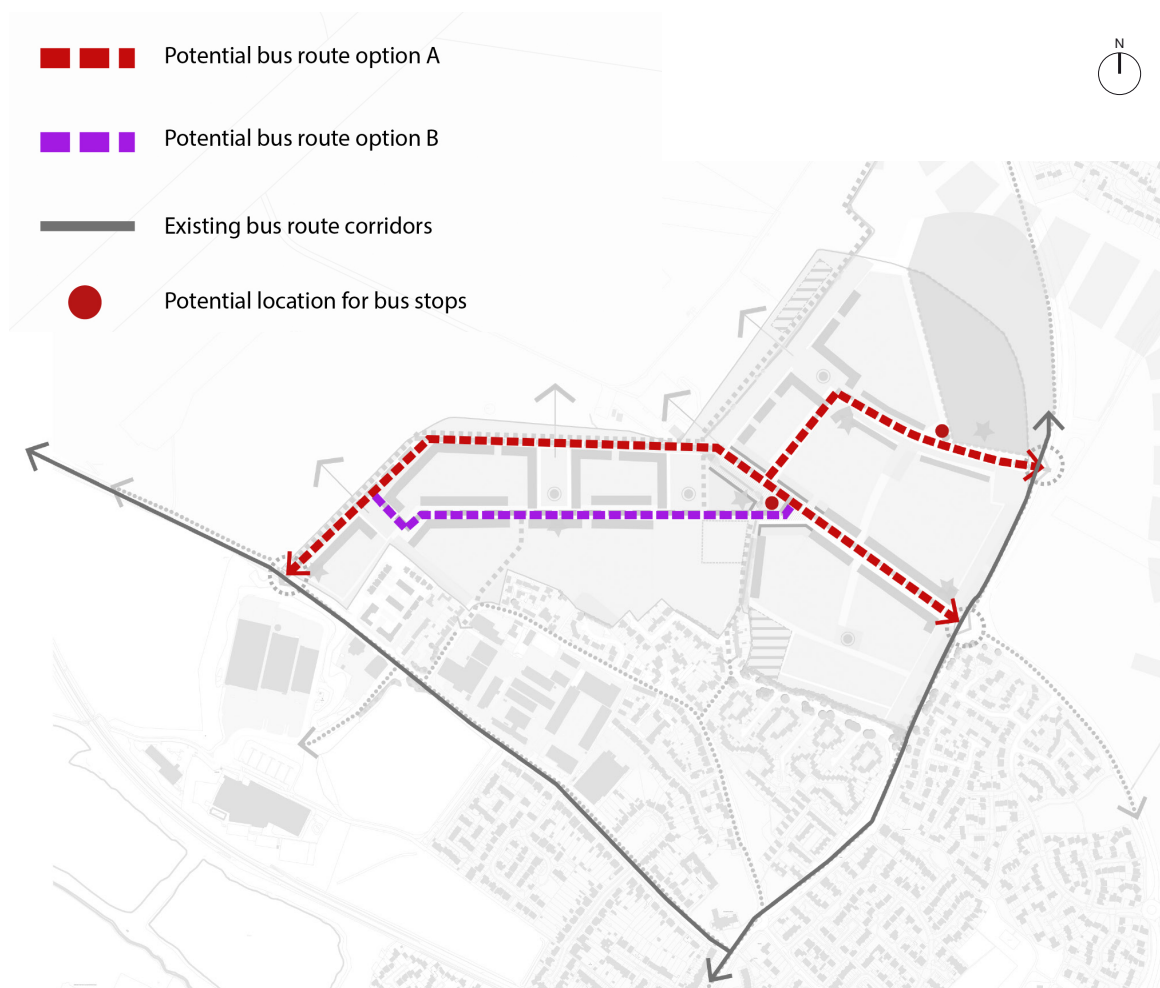 Potential bus route option A
N
Potential bus route option B
Existing bus route corridors
Potential location for bus stops